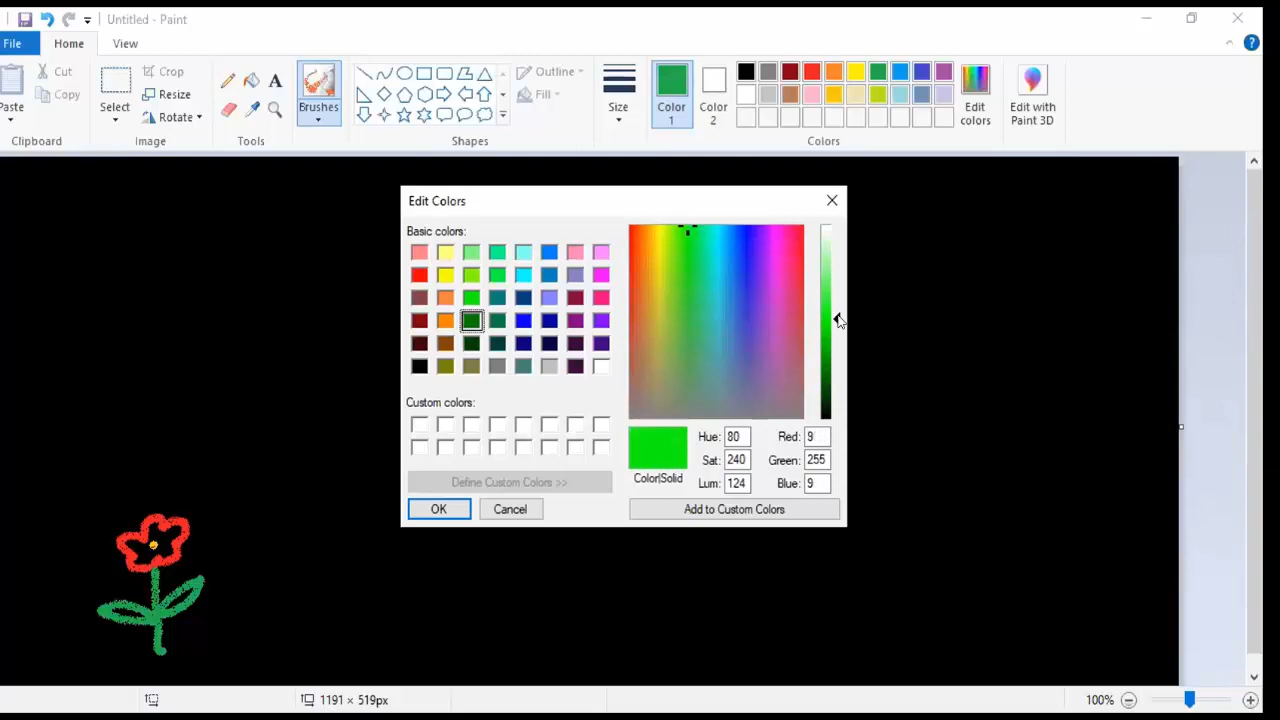 Untitled - Paint
File Home View
Paste
Cut
Copy
Clipboard
Select
Crop
Resize
Rotate
Image
A
Tools
Brushes
Outline
Fill
Shapes
Size
Color 1
Color 2
Edit colors
Colors
Edit with Paint 3D
?
Edit Colors
Basic colors:
Custom colors:
Define Custom Colors >>
OK Cancel
Color|Solid
Hue: 80 Red: 9
Sat: 240 Green: 255
Lum: 124 Blue: 9
Add to Custom Colors
1191 × 519px
100%